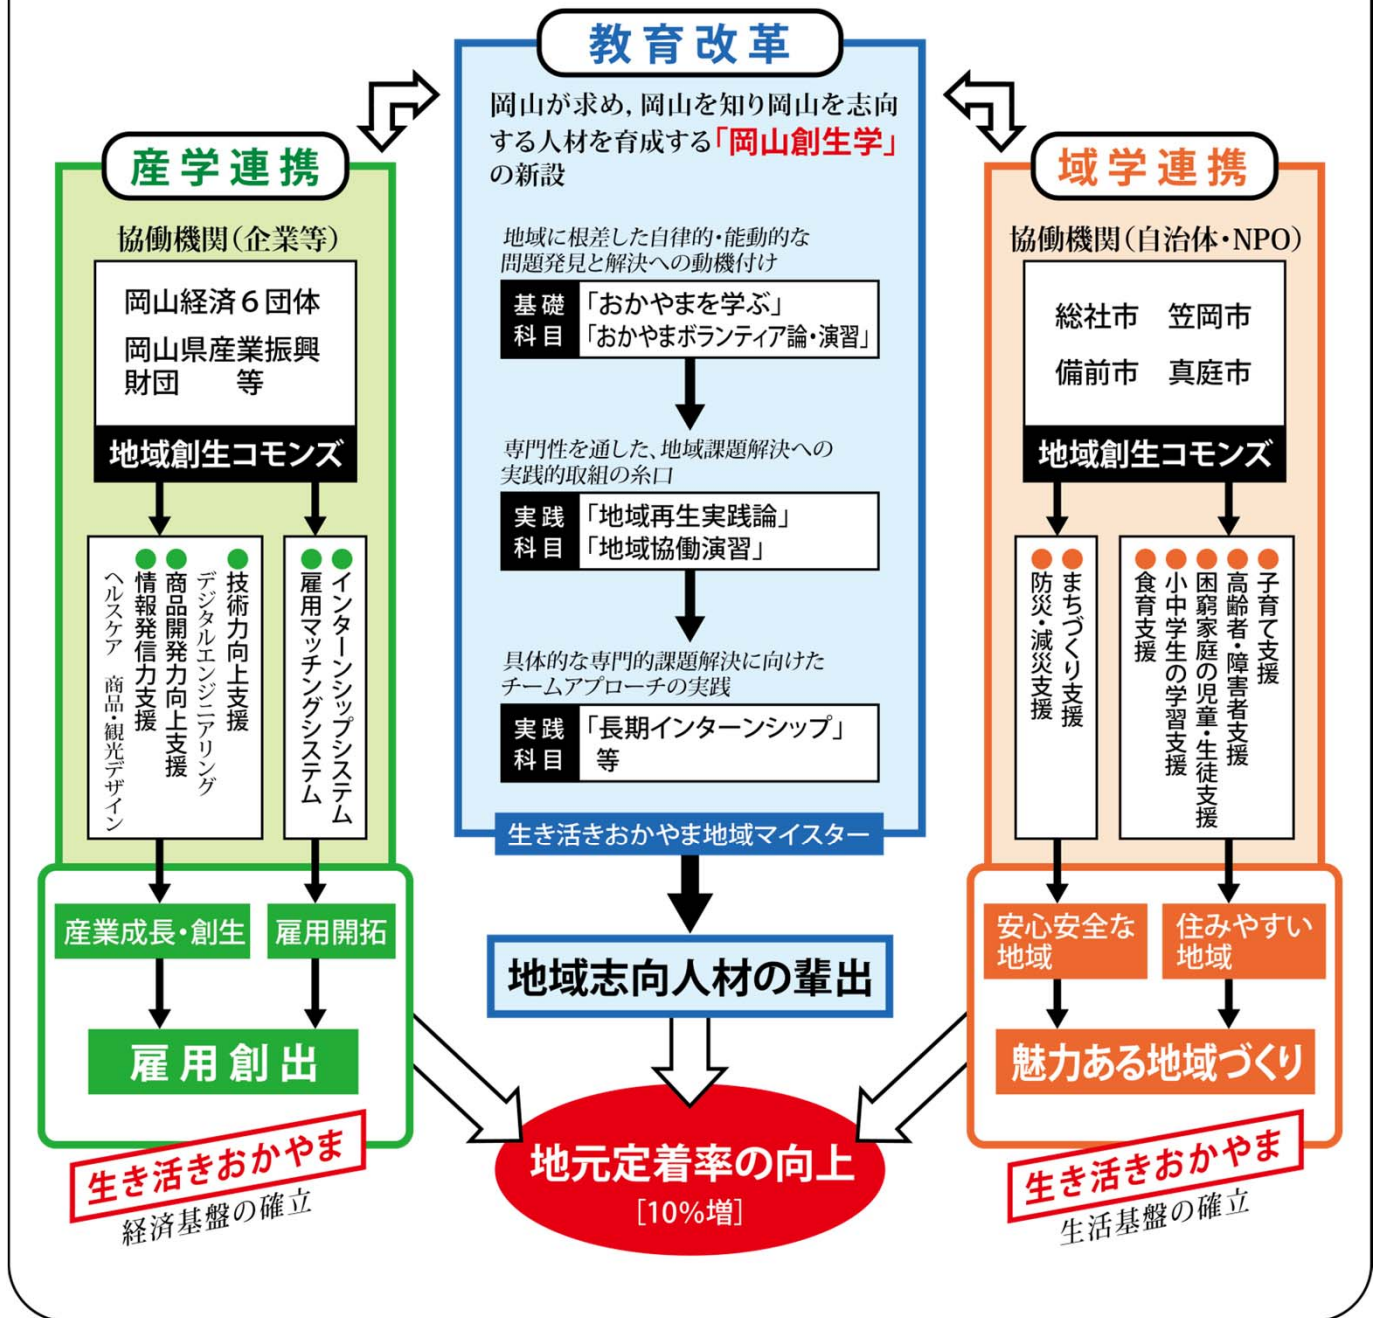 教育改革
岡山が求め，岡山を知り岡山を志向
する人材を育成する「岡山創生学」
の新設
地域に根差した自律的・能動的な
問題発見と解決への動機付け
基礎
科目
「おかやまを学ぶ」
「おかやまボランティア論・演習」
専門性を通した、地域課題解決への
実践的取組の糸口
実践
科目
「地域再生実践論」
「地域協働演習」
具体的な専門的課題解決に向けた
チームアプローチの実践
実践
科目
「長期インターンシップ」
等
生き活きおかやま地域マイスター
地域志向人材の輩出
産学連携
協働機関（企業等）
岡山経済６団体
岡山県産業振興
財団　等
地域創生コモンズ
インターンシップシステム
雇用マッチングシステム
技術力向上支援
デジタルエンジニアリング
商品開発力向上支援
情報発信力支援
ヘルスケア　商品・観光デザイン
産業成長・創生
雇用開拓
雇用創出
生き活きおかやま
経済基盤の確立
域学連携
協働機関（自治体・NPO）
総社市　笠岡市
備前市　真庭市
地域創生コモンズ
子育て支援
高齢者・障害者支援
困窮家庭の児童・生徒支援
小中学生の学習支援
食育支援
まちづくり支援
防災・減災支援
安心安全な
地域
住みやすい
地域
魅力ある地域づくり
生き活きおかやま
生活基盤の確立
地元定着率の向上
［10％増］